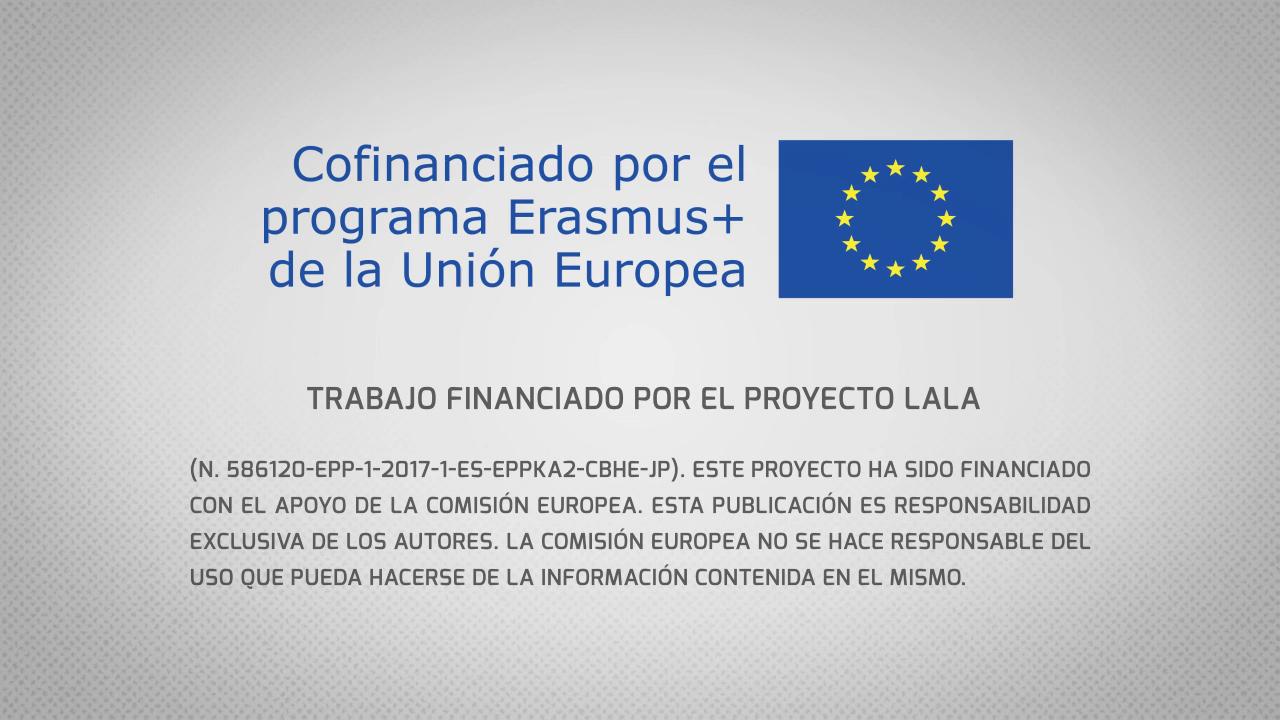 Cofinanciado por el
programa Erasmus+
de la Unión Europea
TRABAJO FINANCIADO POR EL PROYECTO LALA
(N. 586120-EPP-1-2017-1-ES-EPPKA2-CBHE-JP). ESTE PROYECTO HA SIDO FINANCIADO
CON EL APOYO DE LA COMISIÓN EUROPEA. ESTA PUBLICACIÓN ES RESPONSABILIDAD
EXCLUSIVA DE LOS AUTORES. LA COMISIÓN EUROPEA NO SE HACE RESPONSABLE DEL
USO QUE PUEDA HACERSE DE LA INFORMACIÓN CONTENIDA EN EL MISMO.